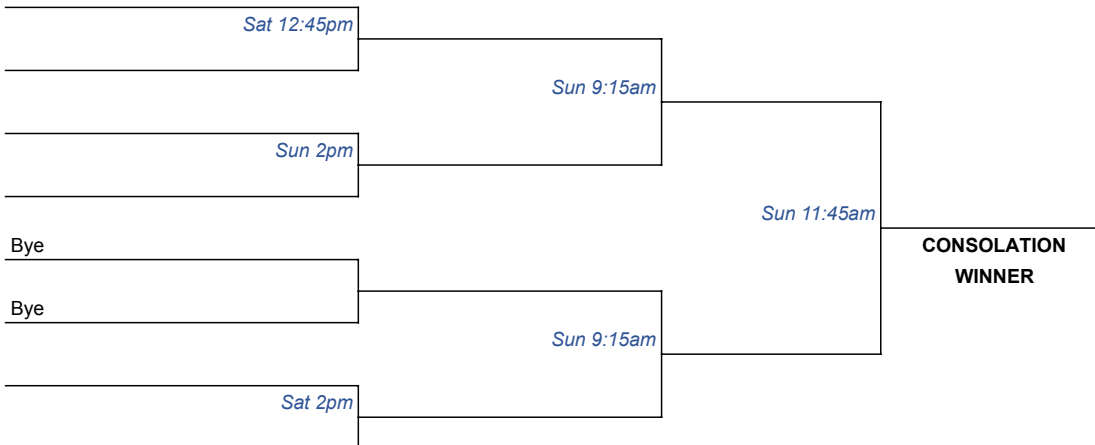 Sat 12:45pm
Sun 9:15am
Sun 2pm
Sun 11:45am
Bye
CONSOLATION
WINNER
Bye
Sun 9:15am
Sat 2pm